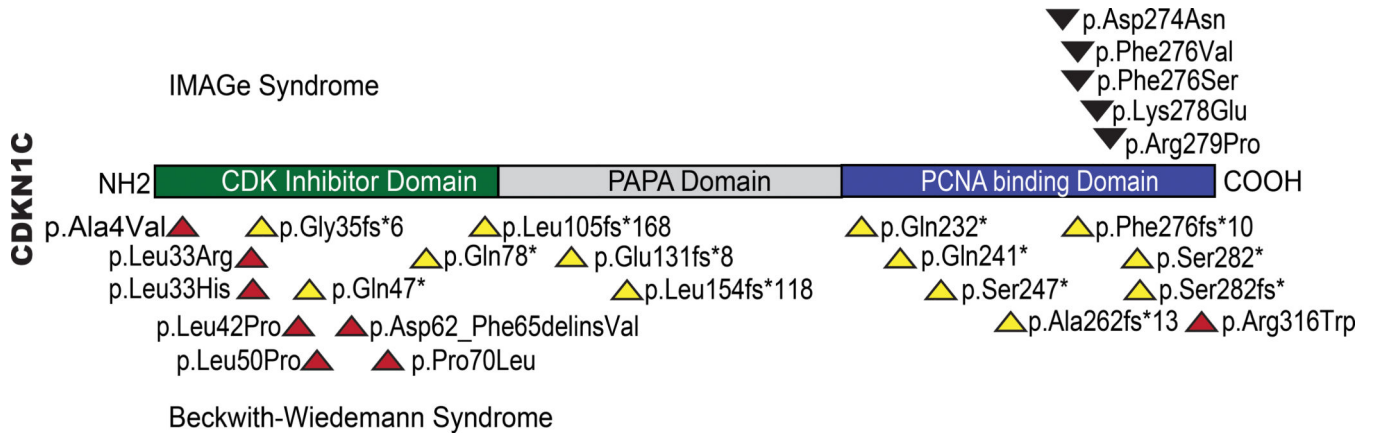 p.Asp274Asn
p.Phe276Val
IMAGe Syndrome
p.Phe276Ser
p.Lys278Glu
p.Arg279Pro
CDKN1C
NH2 CDK Inhibitor Domain PAPA Domain PCNA binding Domain COOH
p.Ala4Val p.Gly35fs*6 p.Leu105fs*168 p.Gln232* p.Phe276fs*10
p.Leu33Arg p.Gln78* p.Glu131fs*8 p.Gln241* p.Ser282*
p.Leu33His p.Gln47* p.Leu154fs*118 p.Ser247* p.Ser282fs*
p.Leu42Pro p.Asp62_Phe65delinsVal p.Ala262fs*13 p.Arg316Trp
p.Leu50Pro p.Pro70Leu
Beckwith-Wiedemann Syndrome